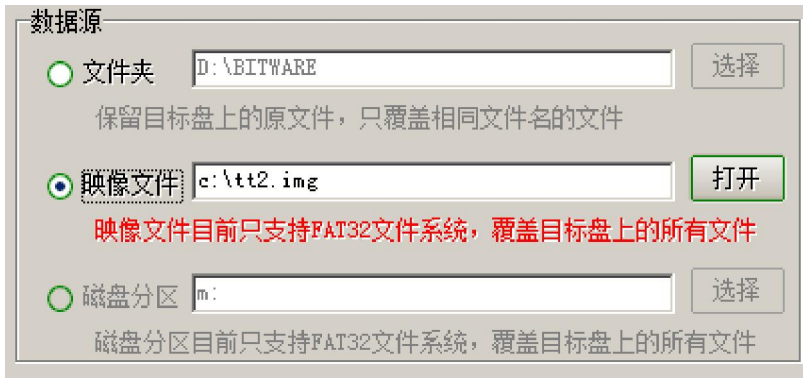 数据源
文件夹 D:\BITWARE 选择
保留目标盘上的原文件，只覆盖相同文件名的文件
映像文件 c:\tt2.img 打开
映像文件目前只支持FAT32文件系统，覆盖目标盘上的所有文件
磁盘分区 m: 选择
磁盘分区目前只支持FAT32文件系统，覆盖目标盘上的所有文件